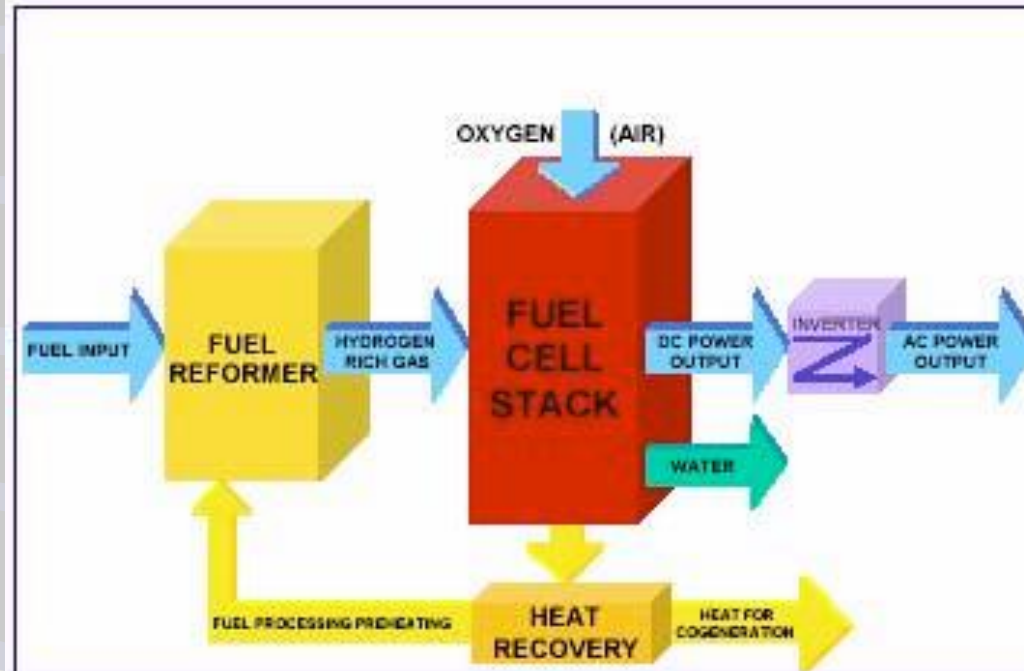 OXYGEN (AIR)
FUEL INPUT
FUEL
REFORMER
HYDROGEN
RICH GAS
FUEL
CELL
STACK
DC POWER
OUTPUT
INVERTER
AC POWER
OUTPUT
WATER
FUEL PROCESSING PREHEATING
HEAT
RECOVERY
HEAT FOR
COGENERATION